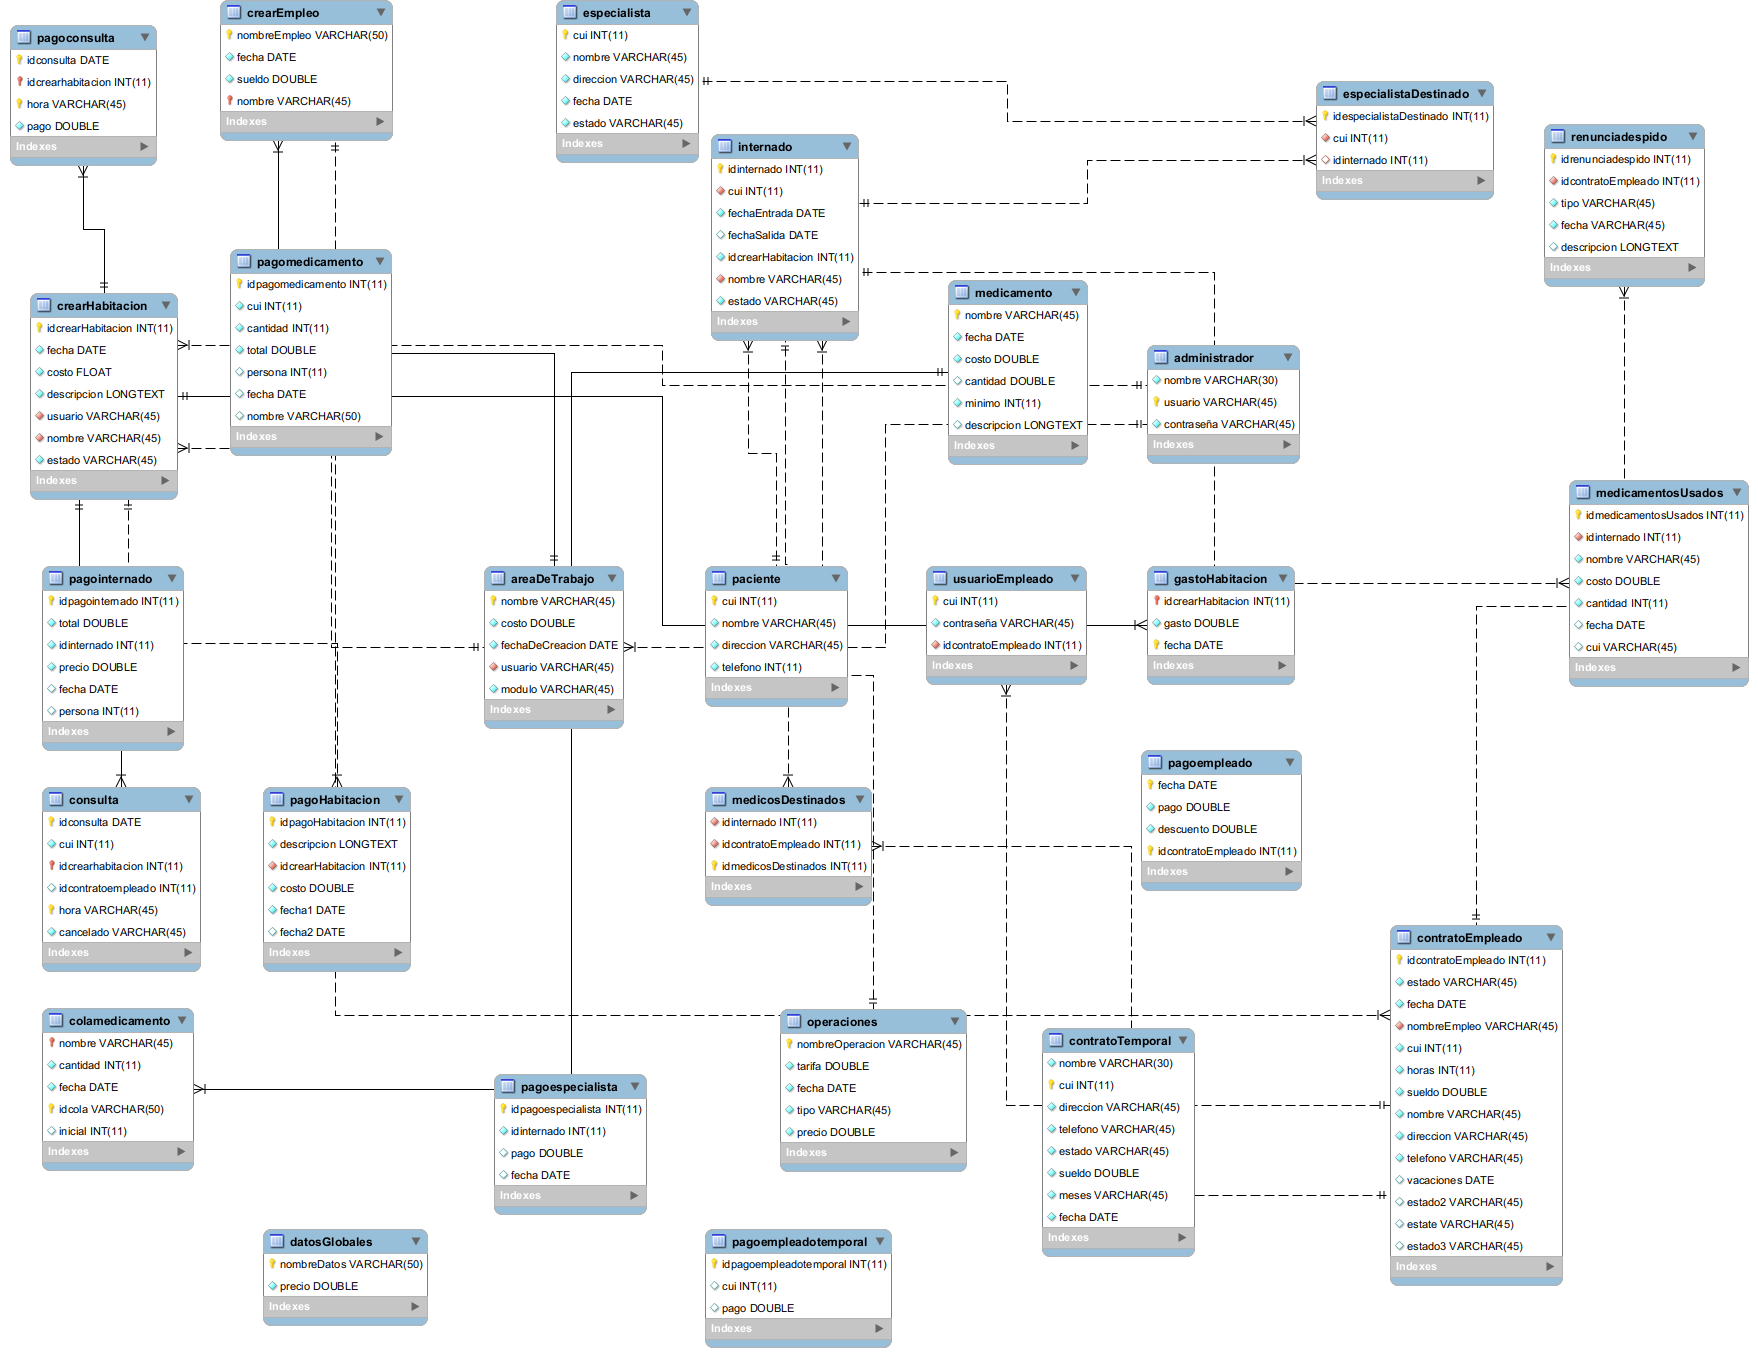 pagoconsulta
idconsulta DATE
idcrearhabitacion INT(11)
hora VARCHAR(45)
pago DOUBLE
Indexes
crearEmpleo
nombreEmpleo VARCHAR(50)
fecha DATE
sueldo DOUBLE
nombre VARCHAR(45)
Indexes
especialista
cui INT(11)
nombre VARCHAR(45)
direccion VARCHAR(45)
fecha DATE
estado VARCHAR(45)
Indexes
internado
idinternado INT(11)
cui INT(11)
fechaEntrada DATE
fechaSalida DATE
idcrearHabitacion INT(11)
nombre VARCHAR(45)
estado VARCHAR(45)
Indexes
especialistaDestinado
idespecialistaDestinado INT(11)
cui INT(11)
idinternado INT(11)
Indexes
renunciadespido
idrenunciadespido INT(11)
idcontratoEmpleado INT(11)
tipo VARCHAR(45)
fecha VARCHAR(45)
descripcion LONGTEXT
Indexes
crearHabitacion
idcrearHabitacion INT(11)
fecha DATE
costo FLOAT
descripcion LONGTEXT
usuario VARCHAR(45)
nombre VARCHAR(45)
estado VARCHAR(45)
Indexes
pagomedicamento
idpagomedicamento INT(11)
cui INT(11)
cantidad INT(11)
total DOUBLE
persona INT(11)
fecha DATE
nombre VARCHAR(50)
Indexes
medicamento
nombre VARCHAR(45)
fecha DATE
costo DOUBLE
cantidad DOUBLE
minimo INT(11)
descripcion LONGTEXT
Indexes
administrador
nombre VARCHAR(30)
usuario VARCHAR(45)
contraseña VARCHAR(45)
Indexes
medicamentosUsados
idmedicamentosUsados INT(11)
idinternado INT(11)
nombre VARCHAR(45)
costo DOUBLE
cantidad INT(11)
fecha DATE
cui VARCHAR(45)
Indexes
pagointernado
idpagointernado INT(11)
total DOUBLE
idinternado INT(11)
precio DOUBLE
fecha DATE
persona INT(11)
Indexes
areaDeTrabajo
nombre VARCHAR(45)
costo DOUBLE
fechaDeCreacion DATE
usuario VARCHAR(45)
modulo VARCHAR(45)
Indexes
paciente
cui INT(11)
nombre VARCHAR(45)
direccion VARCHAR(45)
telefono INT(11)
Indexes
usuarioEmpleado
cui INT(11)
contraseña VARCHAR(45)
idcontratoEmpleado INT(11)
Indexes
gastoHabitacion
idcrearHabitacion INT(11)
gasto DOUBLE
fecha DATE
Indexes
consulta
idconsulta DATE
cui INT(11)
idcrearhabitacion INT(11)
idcontratoempleado INT(11)
hora VARCHAR(45)
cancelado VARCHAR(45)
Indexes
pagoHabitacion
idpagoHabitacion INT(11)
descripcion LONGTEXT
idcrearHabitacion INT(11)
costo DOUBLE
fecha1 DATE
fecha2 DATE
Indexes
medicosDestinados
idinternado INT(11)
idcontratoEmpleado INT(11)
idmedicosDestinados INT(11)
Indexes
pagoempleado
fecha DATE
pago DOUBLE
descuento DOUBLE
idcontratoEmpleado INT(11)
Indexes
contratoEmpleado
idcontratoEmpleado INT(11)
estado VARCHAR(45)
fecha DATE
nombreEmpleo VARCHAR(45)
cui INT(11)
horas INT(11)
sueldo DOUBLE
nombre VARCHAR(45)
direccion VARCHAR(45)
telefono VARCHAR(45)
vacaciones DATE
estado2 VARCHAR(45)
estate VARCHAR(45)
estado3 VARCHAR(45)
Indexes
colamedicamento
nombre VARCHAR(45)
cantidad INT(11)
fecha DATE
idcola VARCHAR(50)
inicial INT(11)
Indexes
pagoespecialista
idpagoespecialista INT(11)
idinternado INT(11)
pago DOUBLE
fecha DATE
Indexes
operaciones
nombreOperacion VARCHAR(45)
tarifa DOUBLE
fecha DATE
tipo VARCHAR(45)
precio DOUBLE
Indexes
contratoTemporal
nombre VARCHAR(30)
cui INT(11)
direccion VARCHAR(45)
telefono VARCHAR(45)
estado VARCHAR(45)
sueldo DOUBLE
meses VARCHAR(45)
fecha DATE
Indexes
datosGlobales
nombreDatos VARCHAR(50)
precio DOUBLE
Indexes
pagoempleadotemporal
idpagoempleadotemporal INT(11)
cui INT(11)
pago DOUBLE
Indexes